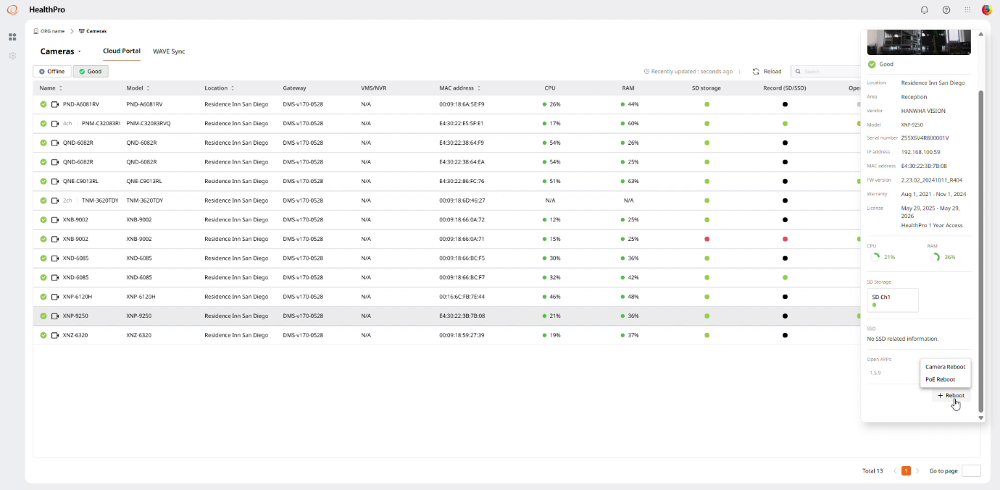 HealthPro
ORG name > Cameras
Cameras
Cloud Portal WAVE Sync
Offline Good Recently updated : seconds ago | Reload Search
Name Model Location Gateway VMS/NVR MAC address CPU RAM SD storage Record (SD/SSD) Ope
PND-A6081RV PND-A6081RV Residence Inn San Diego DMS-v170-0528 N/A 00:09:18:6A:5E:F9 26% 44%
4ch PNM-C32083R PNM-C32083RVQ Residence Inn San Diego DMS-v170-0528 N/A E4:30:22:E5:5F:E1 17% 60%
QND-6082R QND-6082R Residence Inn San Diego DMS-v170-0528 N/A E4:30:22:38:64:F9 54% 26%
QND-6082R QND-6082R Residence Inn San Diego DMS-v170-0528 N/A E4:30:22:38:64:EA 54% 25%
QNE-C9013RL QNE-C9013RL Residence Inn San Diego DMS-v170-0528 N/A E4:30:22:86:FC:76 51% 63%
2ch TNM-3620TDY TNM-3620TDY Residence Inn San Diego DMS-v170-0528 N/A 00:09:18:6D:46:27 N/A N/A
XNB-9002 XNB-9002 Residence Inn San Diego DMS-v170-0528 N/A 00:09:18:66:0A:72 12% 25%
XNB-9002 XNB-9002 Residence Inn San Diego DMS-v170-0528 N/A 00:09:18:66:0A:71 15% 25%
XND-6085 XND-6085 Residence Inn San Diego DMS-v170-0528 N/A 00:09:18:66:BC:F5 30% 36%
XND-6085 XND-6085 Residence Inn San Diego DMS-v170-0528 N/A 00:09:18:66:BC:F7 32% 42%
XNP-6120H XNP-6120H Residence Inn San Diego DMS-v170-0528 N/A 00:16:6C:FB:7E:44 46% 48%
XNP-9250 XNP-9250 Residence Inn San Diego DMS-v170-0528 N/A E4:30:22:3B:7B:08 21% 36%
XNZ-6320 XNZ-6320 Residence Inn San Diego DMS-v170-0528 N/A 00:09:18:59:27:39 19% 37%
Good
Location Residence Inn San Diego
Area Reception
Vendor HANWHA VISION
Model XNP-9250
Serial number ZS5X6V4R800001V
IP address 192.168.100.59
MAC address E4:30:22:3B:7B:08
FW version 2.23.02_20241011_R404
Warranty Aug 1, 2021 - Nov 1, 2024
License May 29, 2025 - May 29,
2026
HealthPro 1 Year Access
CPU RAM
21% 36%
SD Storage
SD Ch1
SSD
No SSD related information.
Open APPs
1.5.9
Camera Reboot
PoE Reboot
+ Reboot
Total 13 < 1 > Go to page